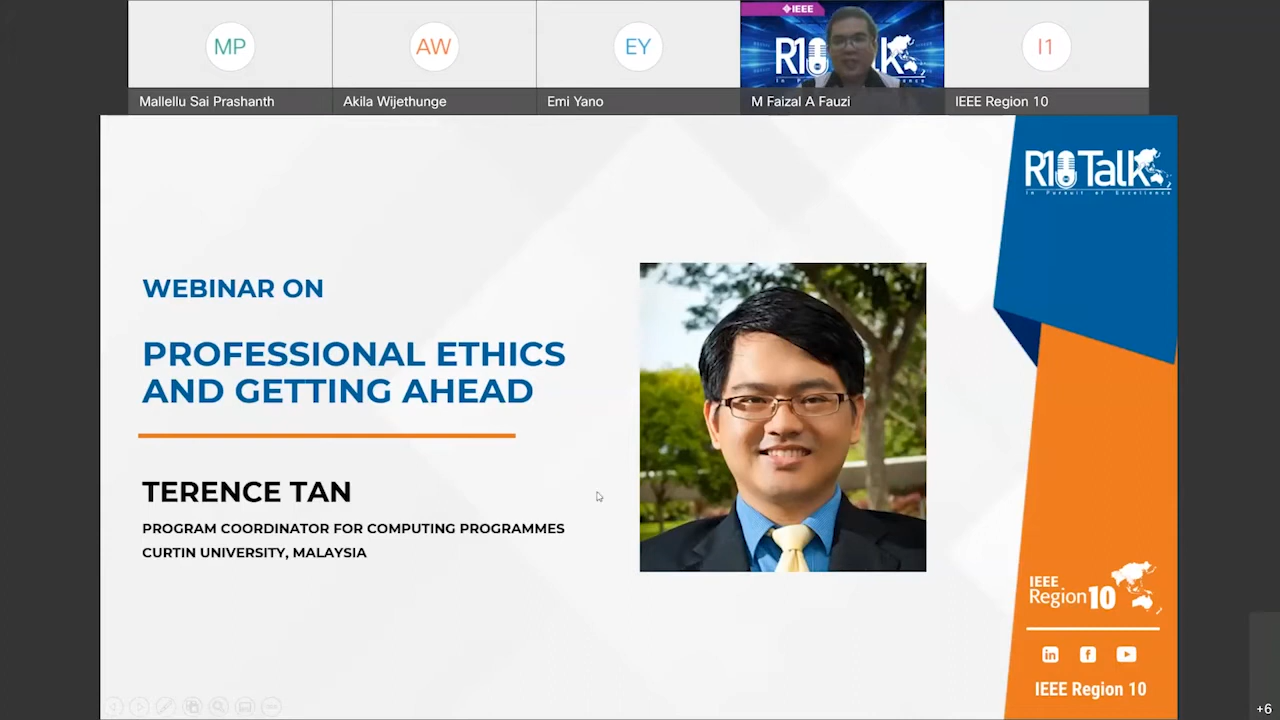 MP
AW
EY
IEEE
R10 Talk
I1
Mallellu Sai Prashanth
Akila Wijethunge
Emi Yano
M Faizal A Fauzi
IEEE Region 10
R10 Talk
In Pursuit of Excellence
WEBINAR ON
PROFESSIONAL ETHICS
AND GETTING AHEAD
TERENCE TAN
PROGRAM COORDINATOR FOR COMPUTING PROGRAMMES
CURTIN UNIVERSITY, MALAYSIA
IEEE
Region 10
in f
IEEE Region 10
+6